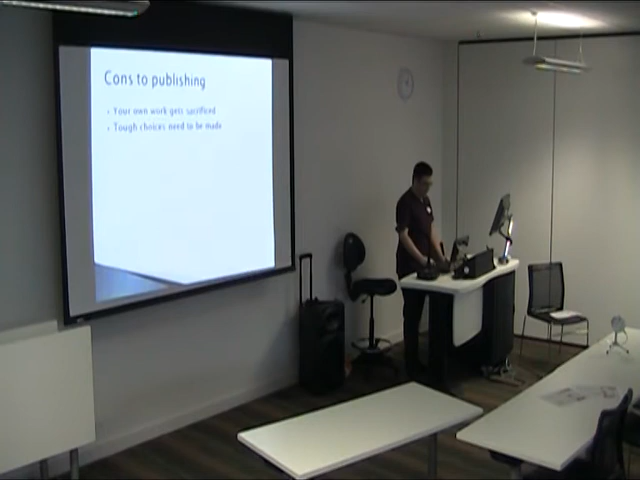 Cons to publishing
• Your own work gets sacrificed
• Tough choices need to be made